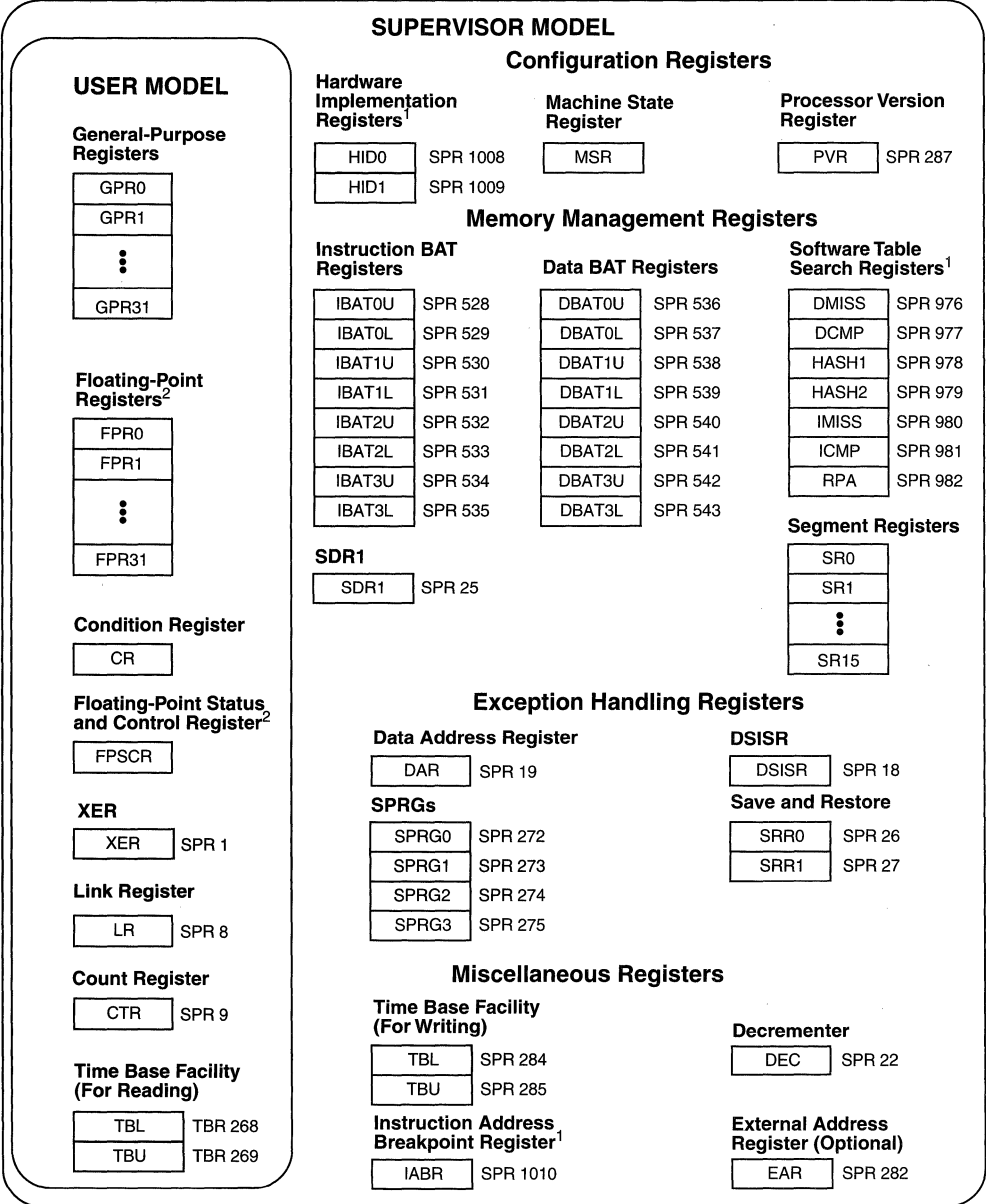 SUPERVISOR MODEL
USER MODEL
General-Purpose
Registers
GPR0
GPR1
GPR31
Floating-Point
Registers2
FPR0
FPR1
FPR31
Condition Register
CR
Floating-Point Status
and Control Register2
FPSCR
XER
XER SPR 1
Link Register
LR SPR 8
Count Register
CTR SPR 9
Time Base Facility
(For Reading)
TBL TBR 268
TBU TBR 269
Configuration Registers
Hardware
Implementation
Registers1
HID0 SPR 1008
HID1 SPR 1009
Machine State
Register
MSR
Processor Version
Register
PVR SPR 287
Memory Management Registers
Instruction BAT
Registers
IBAT0U SPR 528
IBAT0L SPR 529
IBAT1U SPR 530
IBAT1L SPR 531
IBAT2U SPR 532
IBAT2L SPR 533
IBAT3U SPR 534
IBAT3L SPR 535
Data BAT Registers
DBAT0U SPR 536
DBAT0L SPR 537
DBAT1U SPR 538
DBAT1L SPR 539
DBAT2U SPR 540
DBAT2L SPR 541
DBAT3U SPR 542
DBAT3L SPR 543
Software Table
Search Registers1
DMISS SPR 976
DCMP SPR 977
HASH1 SPR 978
HASH2 SPR 979
IMISS SPR 980
ICMP SPR 981
RPA SPR 982
SDR1
SDR1 SPR 25
Segment Registers
SR0
SR1
SR15
Exception Handling Registers
Data Address Register
DAR SPR 19
DSISR
DSISR SPR 18
SPRGs
SPRG0 SPR 272
SPRG1 SPR 273
SPRG2 SPR 274
SPRG3 SPR 275
Save and Restore
SRR0 SPR 26
SRR1 SPR 27
Miscellaneous Registers
Time Base Facility
(For Writing)
TBL SPR 284
TBU SPR 285
Decrementer
DEC SPR 22
Instruction Address
Breakpoint Register1
IABR SPR 1010
External Address
Register (Optional)
EAR SPR 282